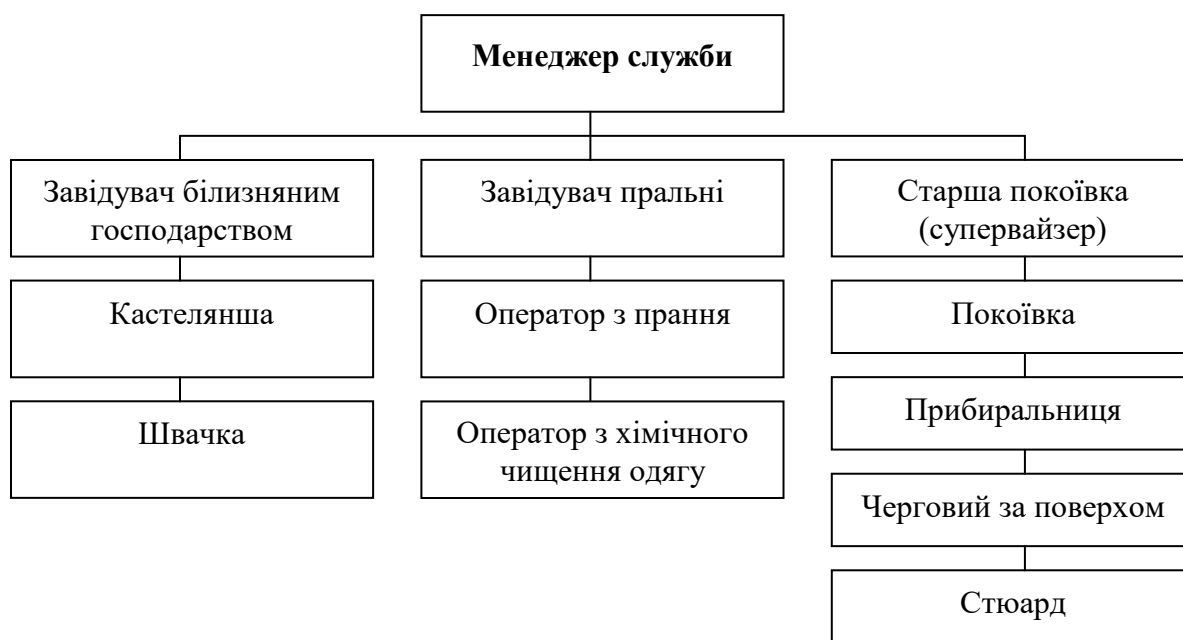 Менеджер служби
Завідувач білизняним
господарством
Завідувач пральні
Старша покоївка
(супервайзер)
Кастелянша
Оператор з прання
Покоївка
Швачка
Оператор з хімічного
чищення одягу
Прибиральниця
Черговий за поверхом
Стюард